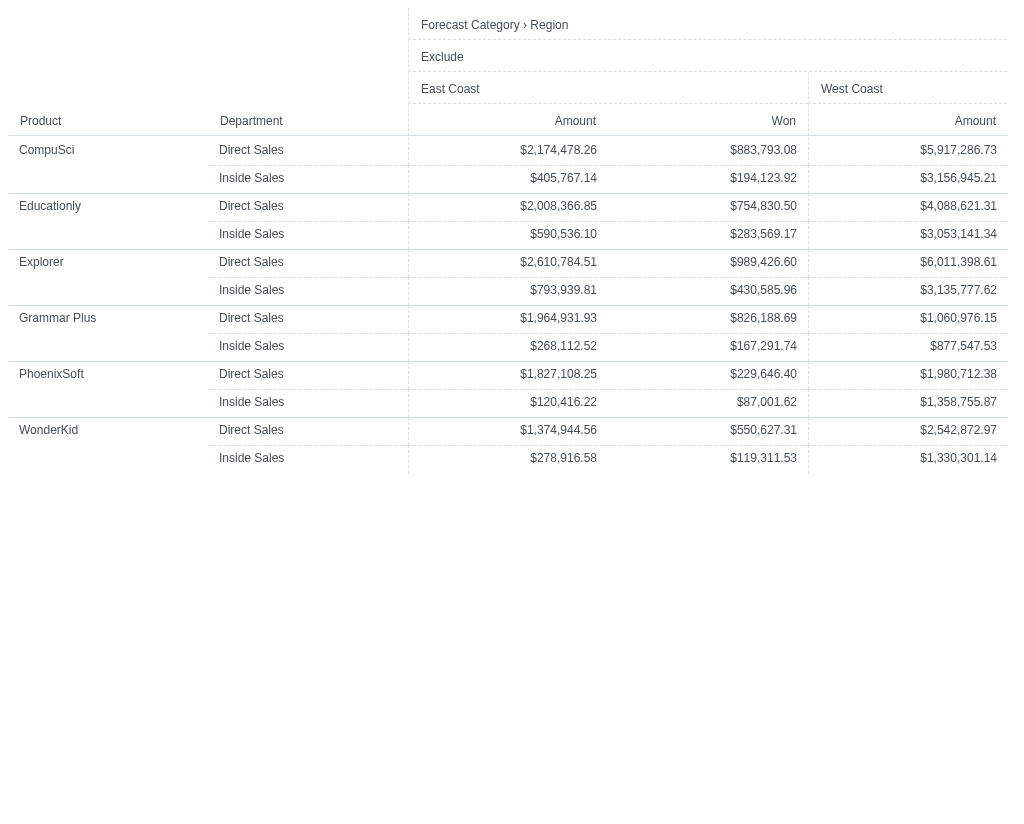 Forecast Category › Region
Exclude
East Coast West Coast
Product Department Amount Won Amount
CompuSci Direct Sales $2,174,478.26 $883,793.08 $5,917,286.73
Inside Sales $405,767.14 $194,123.92 $3,156,945.21
Educationly Direct Sales $2,008,366.85 $754,830.50 $4,088,621.31
Inside Sales $590,536.10 $283,569.17 $3,053,141.34
Explorer Direct Sales $2,610,784.51 $989,426.60 $6,011,398.61
Inside Sales $793,939.81 $430,585.96 $3,135,777.62
Grammar Plus Direct Sales $1,964,931.93 $826,188.69 $1,060,976.15
Inside Sales $268,112.52 $167,291.74 $877,547.53
PhoenixSoft Direct Sales $1,827,108.25 $229,646.40 $1,980,712.38
Inside Sales $120,416.22 $87,001.62 $1,358,755.87
WonderKid Direct Sales $1,374,944.56 $550,627.31 $2,542,872.97
Inside Sales $278,916.58 $119,311.53 $1,330,301.14